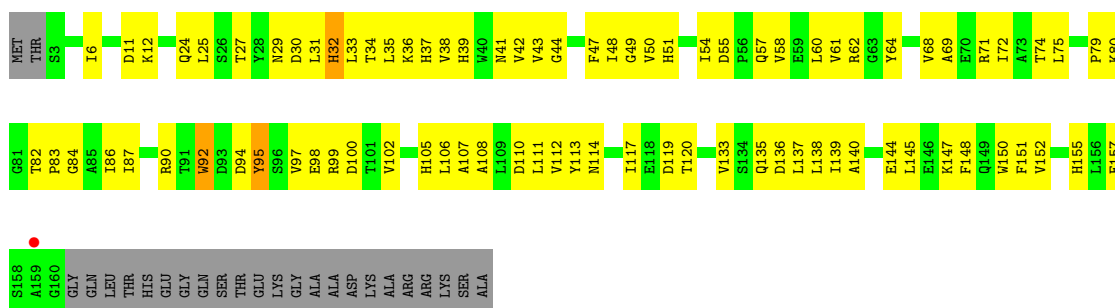 MET THR S3 I6 D11 K12 Q24 L25 S26 T27 Y28 N29 D30 L31 H32 L33 T34 L35 K36 H37 V38 H39 W40 N41 V42 V43 G44 F47 I48 G49 V50 H51 I54 D55 P56 Q57 V58 E59 L60 V61 R62 G63 Y64 V68 A69 E70 R71 I72 A73 T74 L75 P79 K80
G81 T82 P83 G84 A85 I86 I87 R90 T91 W92 D93 D94 Y95 S96 V97 E98 R99 D100 T101 V102 H105 L106 A107 A108 L109 D110 L111 V112 Y113 N114 I117 E118 D119 T120 V133 S134 Q135 D136 L137 L138 I139 A140 E144 L145 E146 K147 F148 Q149 W150 F151 V152 H155 L156 E157
S158 A159 G160 GLY GLN LEU THR HIS GLU GLY GLN SER THR GLU LYS GLY ALA ALA ASP LYS ALA ARG ARG LYS SER ALA